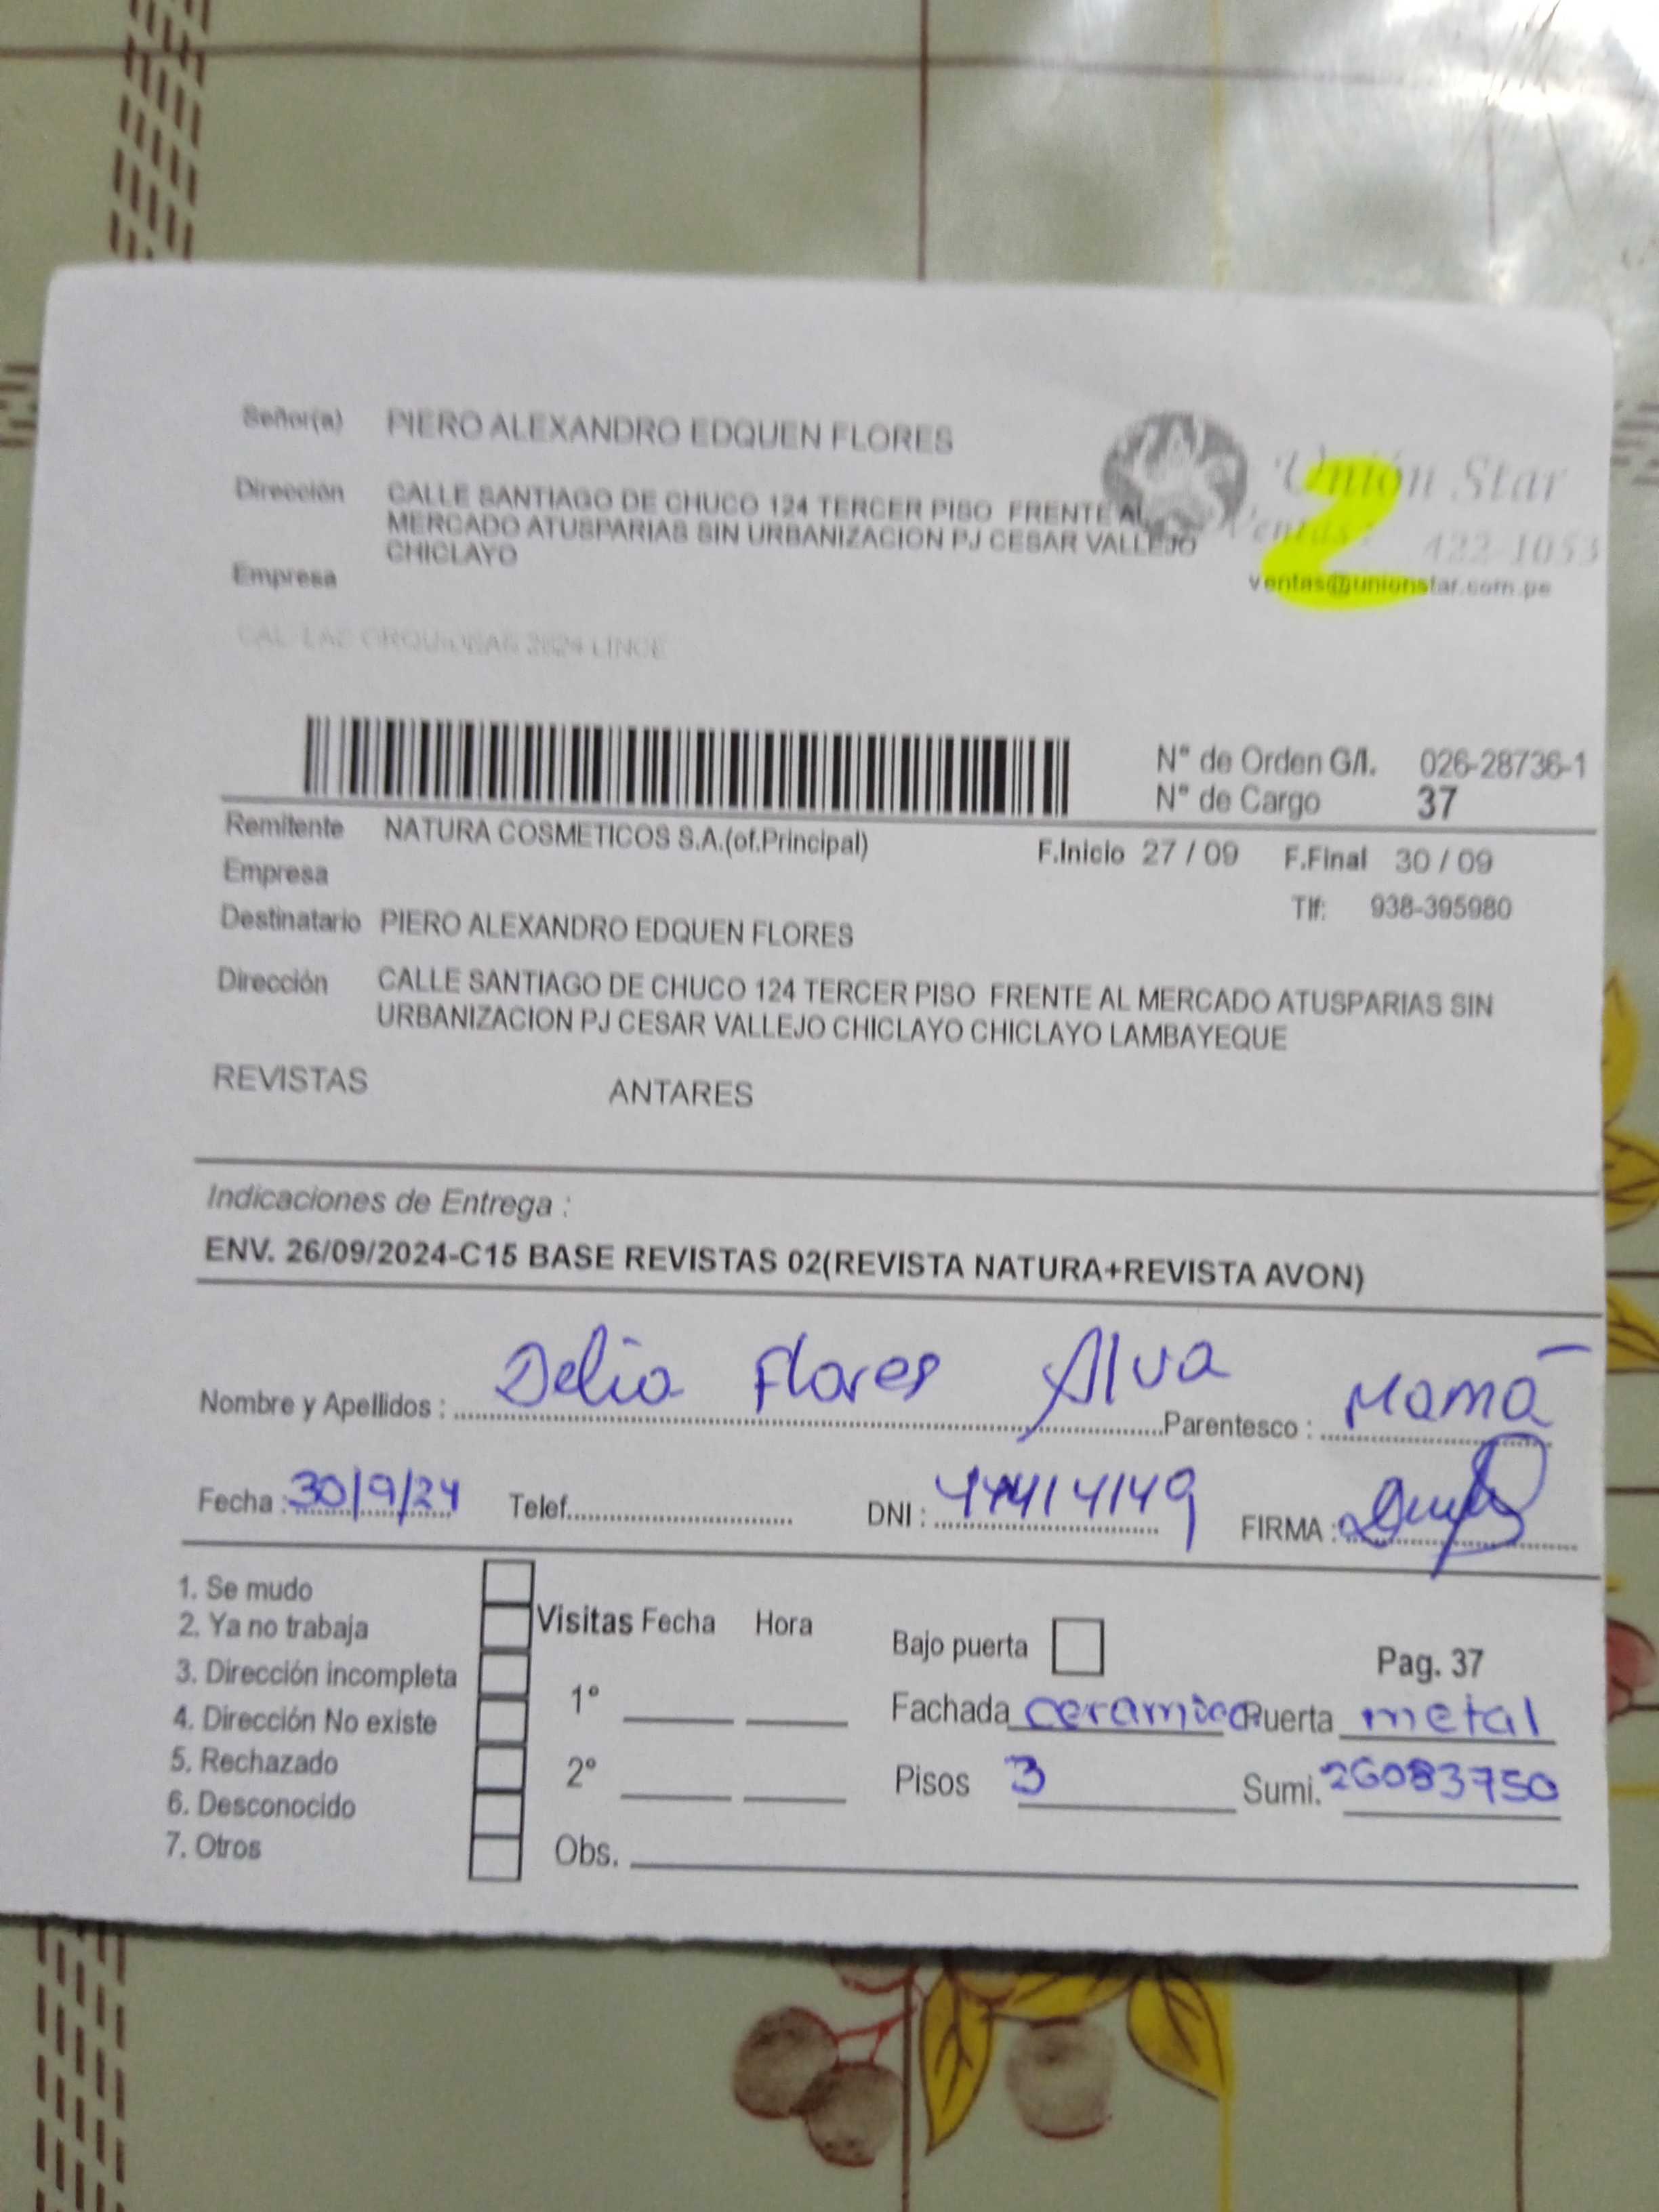 Señor(a) PIERO ALEXANDRO EDQUEN FLORES
Unión Star
Dirección CALLE SANTIAGO DE CHUCO 124 TERCER PISO FRENTE AL
MERCADO ATUSPARIAS SIN URBANIZACION PJ CESAR VALLEJO
CHICLAYO
Ventas: 422-1053
ventas@unionstar.com.pe
Empresa
CAL. LAS ORQUIDEAS 2624 LINCE
N° de Orden G/I. 026-28736-1
N° de Cargo 37
Remitente NATURA COSMETICOS S.A.(of.Principal) F.Inicio 27 / 09 F.Final 30 / 09
Empresa
Tlf: 938-395980
Destinatario PIERO ALEXANDRO EDQUEN FLORES
Dirección CALLE SANTIAGO DE CHUCO 124 TERCER PISO FRENTE AL MERCADO ATUSPARIAS SIN
URBANIZACION PJ CESAR VALLEJO CHICLAYO CHICLAYO LAMBAYEQUE
REVISTAS ANTARES
Indicaciones de Entrega :
ENV. 26/09/2024-C15 BASE REVISTAS 02(REVISTA NATURA+REVISTA AVON)
Nombre y Apellidos : Delia Flores Alva Parentesco : Mamá
Fecha : 30/9/24 Telef. DNI : 44414149 FIRMA :
1. Se mudo
2. Ya no trabaja
3. Dirección incompleta
4. Dirección No existe
5. Rechazado
6. Desconocido
7. Otros
Visitas Fecha Hora
1°
2°
Obs.
Bajo puerta Pag. 37
Fachada ceramica Puerta metal
Pisos 3 Sumi. 26083750